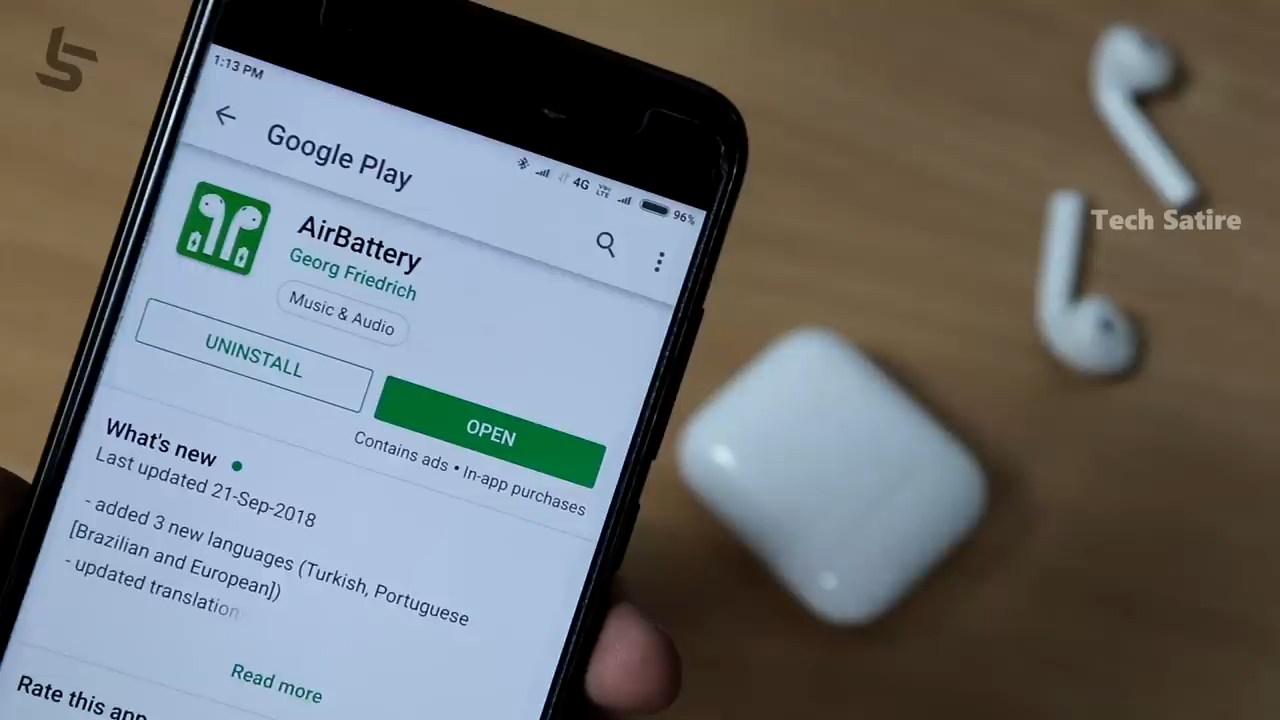 1:13 PM
4G VoLTE 96%
Google Play
AirBattery
Georg Friedrich
Music & Audio
UNINSTALL
OPEN
Contains ads • In-app purchases
What's new
Last updated 21-Sep-2018
- added 3 new languages (Turkish, Portuguese
[Brazilian and European])
- updated translation
Read more
Rate this app
Tech Satire